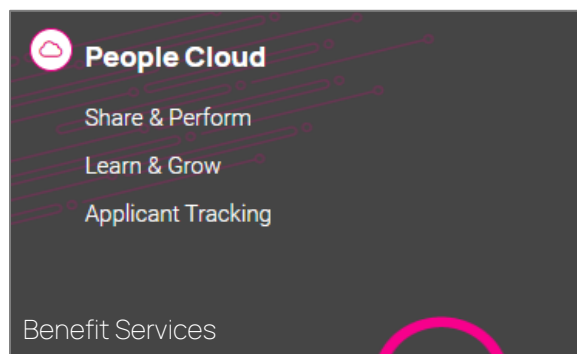 People Cloud
Share & Perform
Learn & Grow
Applicant Tracking
Benefit Services